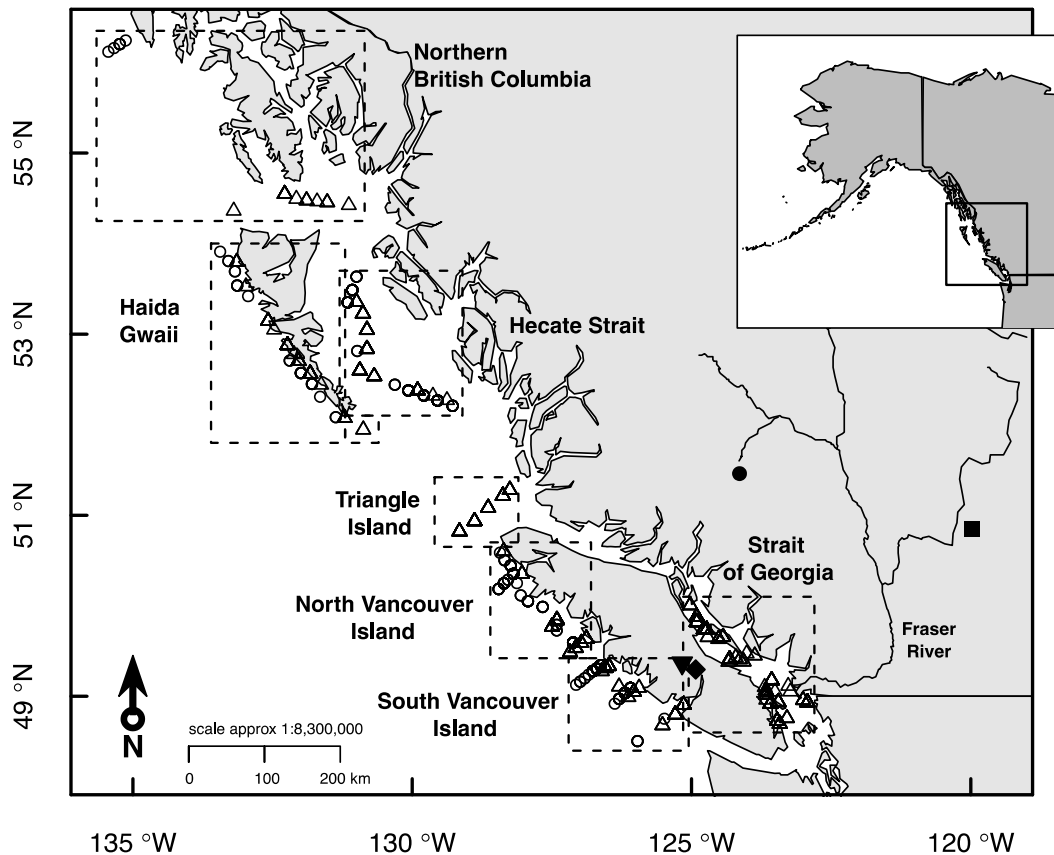 Northern
British Columbia
55 °N
Haida
Gwaii
53 °N
Hecate Strait
51 °N
Triangle
Island
Strait
of Georgia
North Vancouver
Island
Fraser
River
49 °N
South Vancouver
Island
N
scale approx 1:8,300,000
0 100 200 km
135 °W 130 °W 125 °W 120 °W